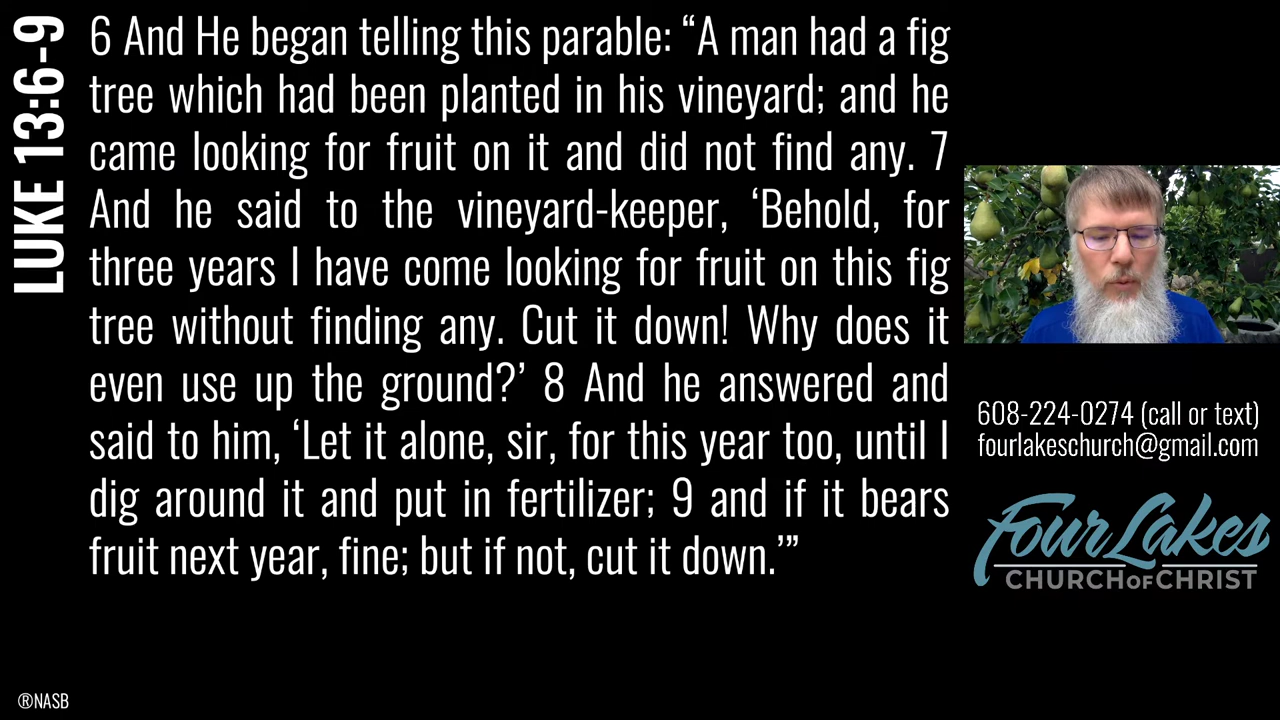 LUKE 13:6-9
6 And He began telling this parable: “A man had a fig
tree which had been planted in his vineyard; and he
came looking for fruit on it and did not find any. 7
And he said to the vineyard-keeper, ‘Behold, for
three years I have come looking for fruit on this fig
tree without finding any. Cut it down! Why does it
even use up the ground?’ 8 And he answered and
said to him, ‘Let it alone, sir, for this year too, until I
dig around it and put in fertilizer; 9 and if it bears
fruit next year, fine; but if not, cut it down.’”
608-224-0274 (call or text)
fourlakeschurch@gmail.com
Four Lakes
CHURCH OF CHRIST
®NASB